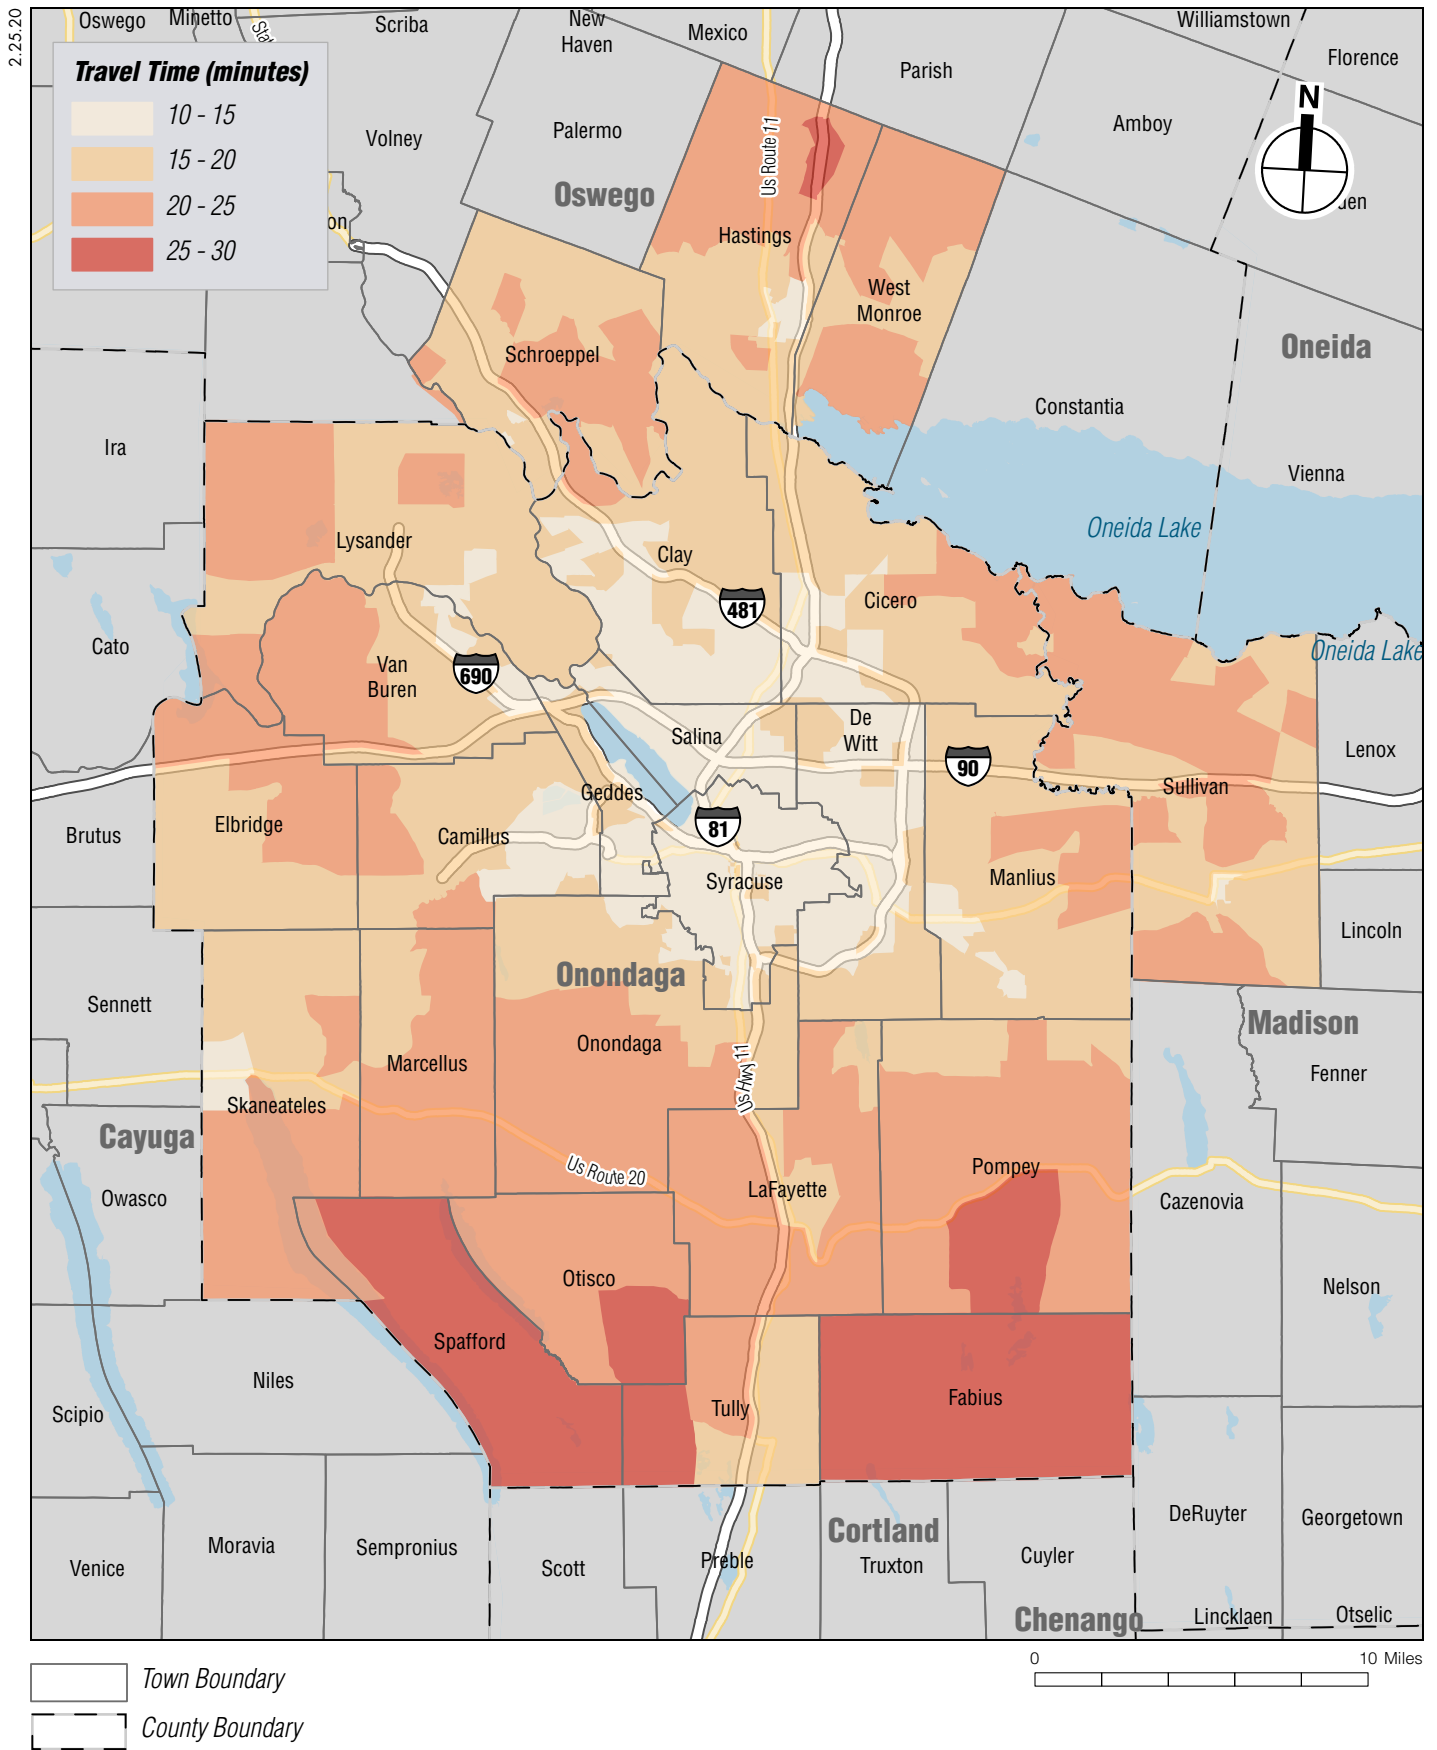 2.25.20
Oswego
Minetto
Scriba
New
Haven
Mexico
Williamstown
Florence
Parish
Amboy
Travel Time (minutes)
10 - 15
15 - 20
20 - 25
25 - 30
Volney
Palermo
Oswego
Us Route 11
N
den
on
Hastings
West
Monroe
Schroeppel
Oneida
Constantia
Vienna
Ira
Oneida Lake
Lysander
Clay
481
Cicero
Cato
Van
Buren
690
Oneida Lake
Salina
De
Witt
90
Lenox
Sullivan
Geddes
81
Brutus
Elbridge
Camillus
Syracuse
Manlius
Lincoln
Onondaga
Sennett
Madison
Onondaga
Marcellus
Us Hwy 11
Fenner
Skaneateles
Cayuga
Us Route 20
Pompey
LaFayette
Owasco
Cazenovia
Otisco
Nelson
Spafford
Niles
Tully
Fabius
Scipio
Cortland
DeRuyter
Georgetown
Moravia
Sempronius
Venice
Scott
Preble
Truxton
Cuyler
Chenango
Lincklaen
Otselic
0
10 Miles
Town Boundary
County Boundary